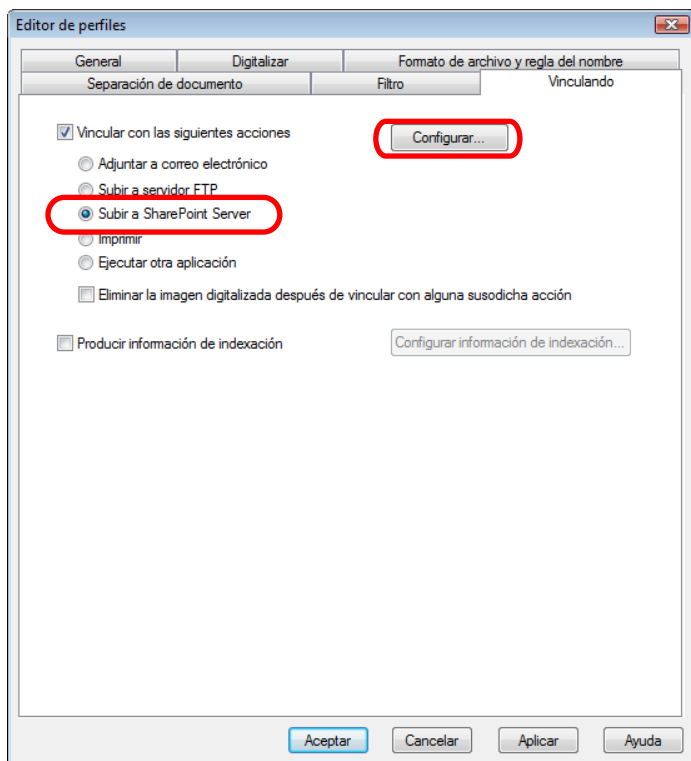 Editor de perfiles
General Digitalizar Formato de archivo y regla del nombre
Separación de documento Filtro Vinculando
Vincular con las siguientes acciones Configurar...
Adjuntar a correo electrónico
Subir a servidor FTP
Subir a SharePoint Server
Imprimir
Ejecutar otra aplicación
Eliminar la imagen digitalizada después de vincular con alguna susodicha acción
Producir información de indexación Configurar información de indexación...
Aceptar Cancelar Aplicar Ayuda